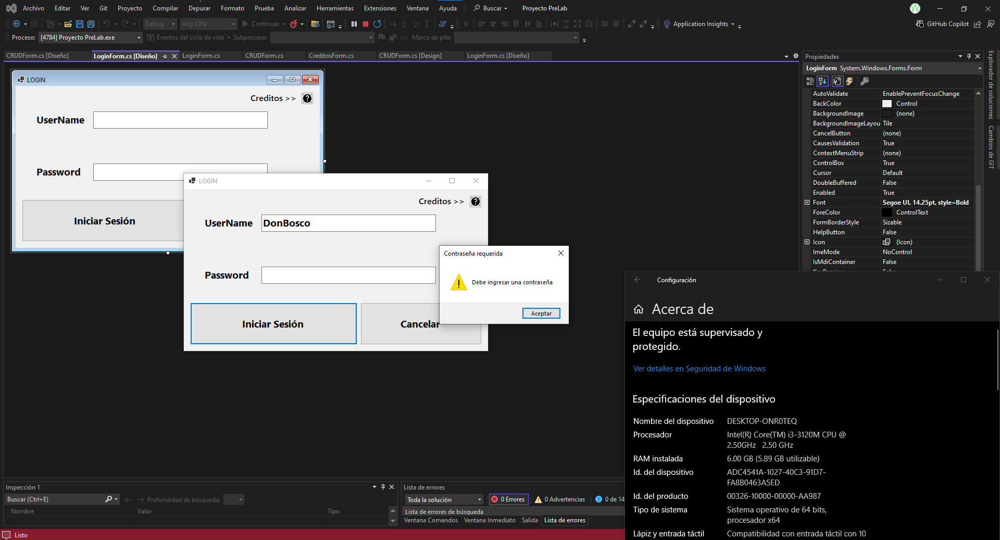 Archivo Editar Ver Git Proyecto Compilar Depurar Formato Prueba Analizar Herramientas Extensiones Ventana Ayuda Buscar Proyecto PreLab
Debug Any CPU Continuar Application Insights GitHub Copilot
Proceso: [4784] Proyecto PreLab.exe Eventos del ciclo de vida Subproceso: Marco de pila:
CRUDForm.cs [Diseño] LoginForm.cs [Diseño] LoginForm.cs CRUDForm.cs CreditosForm.cs CRUDForm.cs [Design] LoginForm.cs [Diseño]
LOGIN
Creditos >>
UserName
Password
Iniciar Sesión
LOGIN
Creditos >>
UserName DonBosco
Password
Iniciar Sesión Cancelar
Contraseña requerida
Debe ingresar una contraseña
Aceptar
Propiedades
LoginForm System.Windows.Forms.Form
AutoValidate EnablePreventFocusChange
BackColor Control
BackgroundImage (none)
BackgroundImageLayou Tile
CancelButton (none)
CausesValidation True
ContextMenuStrip (none)
ControlBox True
Cursor Default
DoubleBuffered False
Enabled True
Font Segoe UI, 14.25pt, style=Bold
ForeColor ControlText
FormBorderStyle Sizable
HelpButton False
Icon (Icon)
ImeMode NoControl
IsMdiContainer False
Explorador de soluciones
Cambios de GIT
Configuración
Acerca de
El equipo está supervisado y
protegido.
Ver detalles en Seguridad de Windows
Especificaciones del dispositivo
Nombre del dispositivo DESKTOP-ONR0TEQ
Procesador Intel(R) Core(TM) i3-3120M CPU @
2.50GHz 2.50 GHz
RAM instalada 6.00 GB (5.89 GB utilizable)
Id. del dispositivo ADC4541A-1027-40C3-91D7-
FA8B0463A5ED
Id. del producto 00326-10000-00000-AA987
Tipo de sistema Sistema operativo de 64 bits,
procesador x64
Lápiz y entrada táctil Compatibilidad con entrada táctil con 10
Inspección 1
Buscar (Ctrl+E) Profundidad de búsqueda:
Nombre Valor Tipo
Lista de errores
Toda la solución 0 Errores 0 Advertencias 0 de 14
Lista de errores de búsqueda
Ventana Comandos Ventana Inmediato Salida Lista de errores
Listo